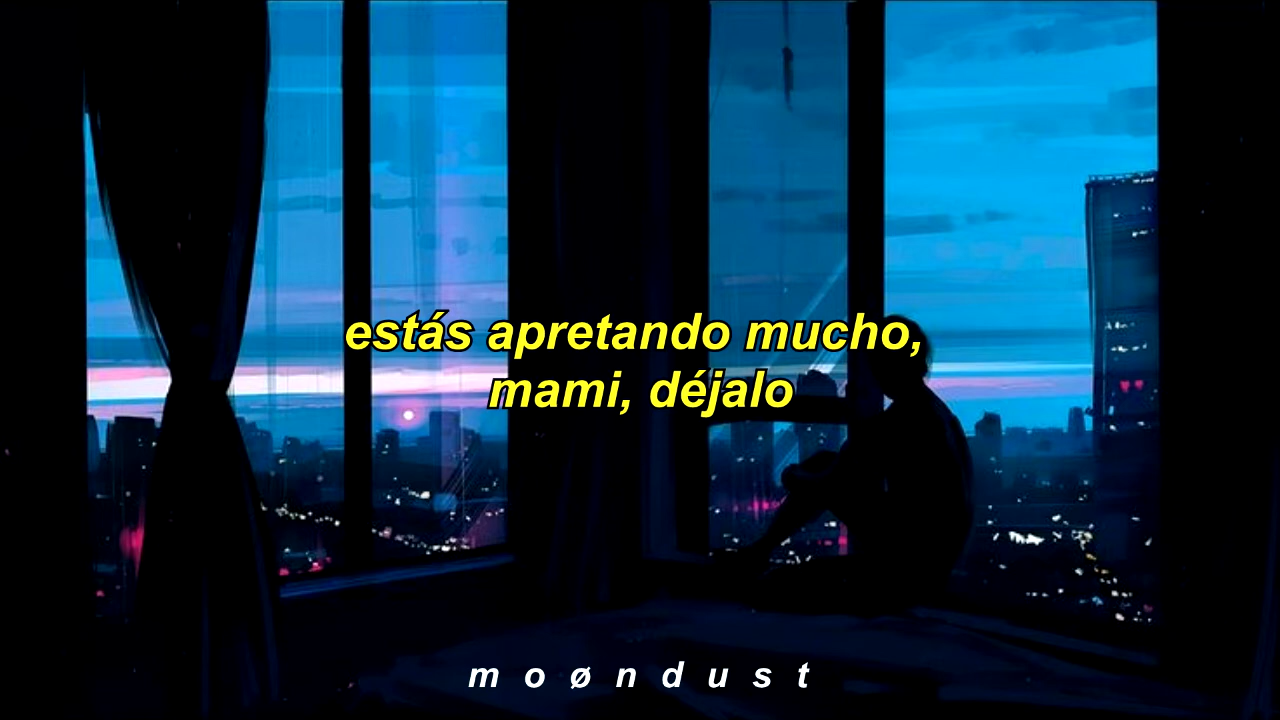 estás apretando mucho,
mami, déjalo
m o ø n d u s t